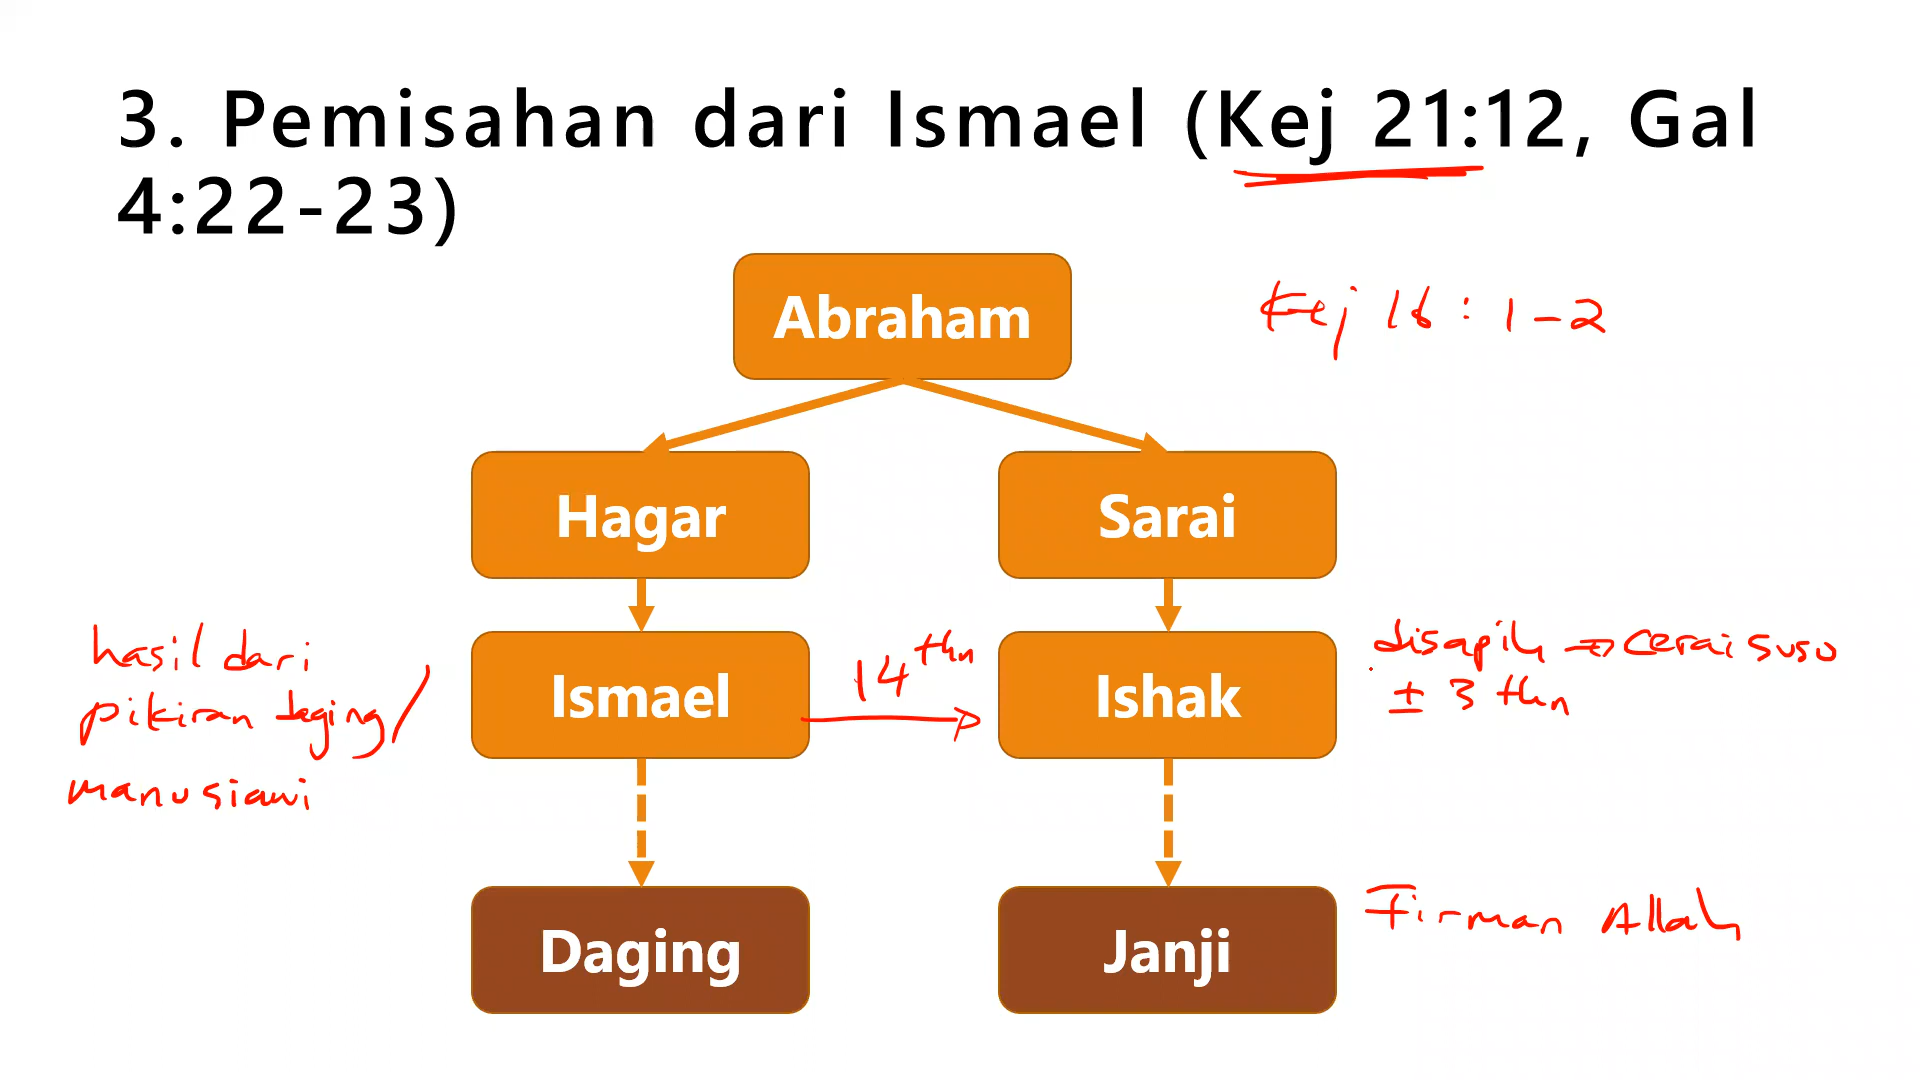 3. Pemisahan dari Ismael (Kej 21:12, Gal
4:22-23)
Abraham
Kej 16 : 1-2
Hagar
Sarai
hasil dari
pikiran daging/
manusiawi
Ismael
14 thn
Ishak
disapih → cerai suso
± 3 thn
Daging
Janji
Firman Allah